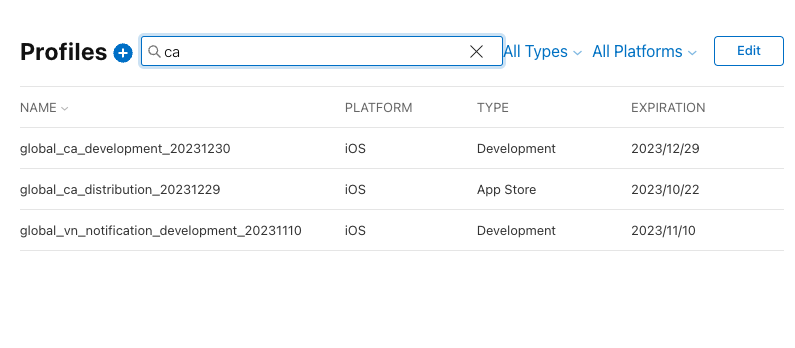 Profiles ca All Types All Platforms Edit
NAME PLATFORM TYPE EXPIRATION
global_ca_development_20231230 iOS Development 2023/12/29
global_ca_distribution_20231229 iOS App Store 2023/10/22
global_vn_notification_development_20231110 iOS Development 2023/11/10